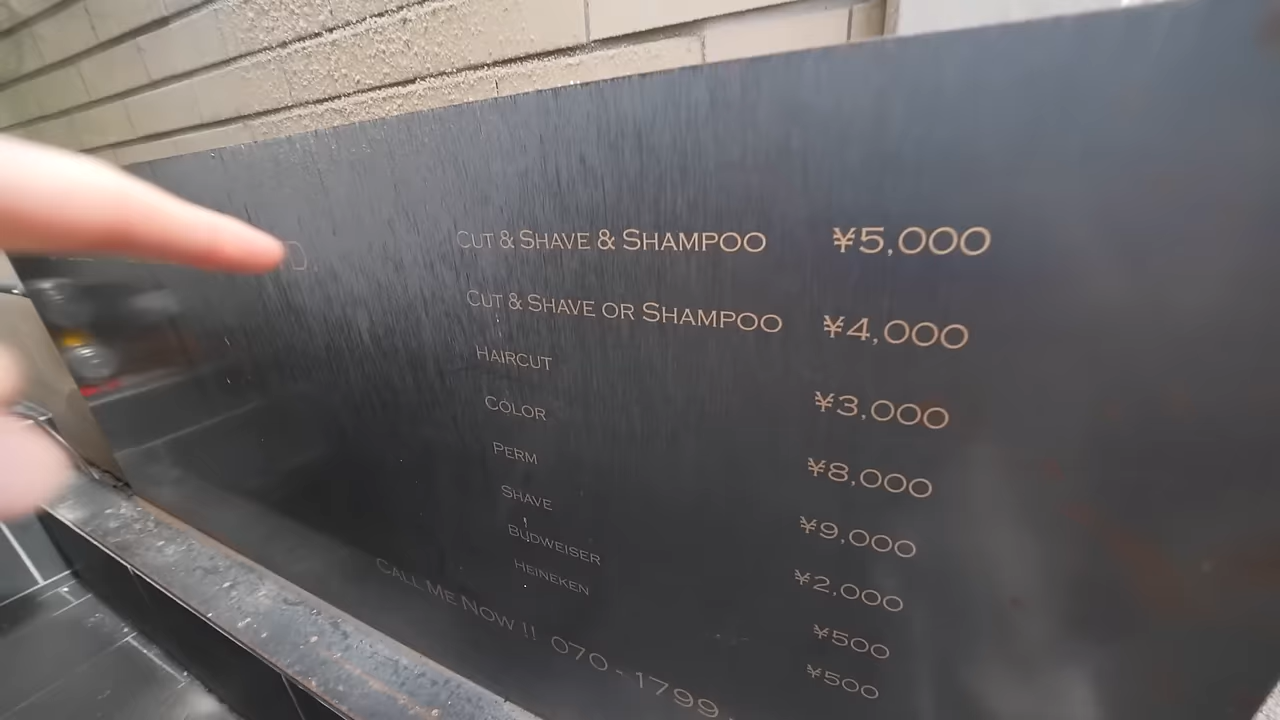 Cut & Shave & Shampoo ¥5,000
Cut & Shave or Shampoo ¥4,000
Haircut ¥3,000
Color ¥8,000
Perm ¥9,000
Shave ¥2,000
Budweiser ¥500
Heineken ¥500
Call Me Now !! 070-1799